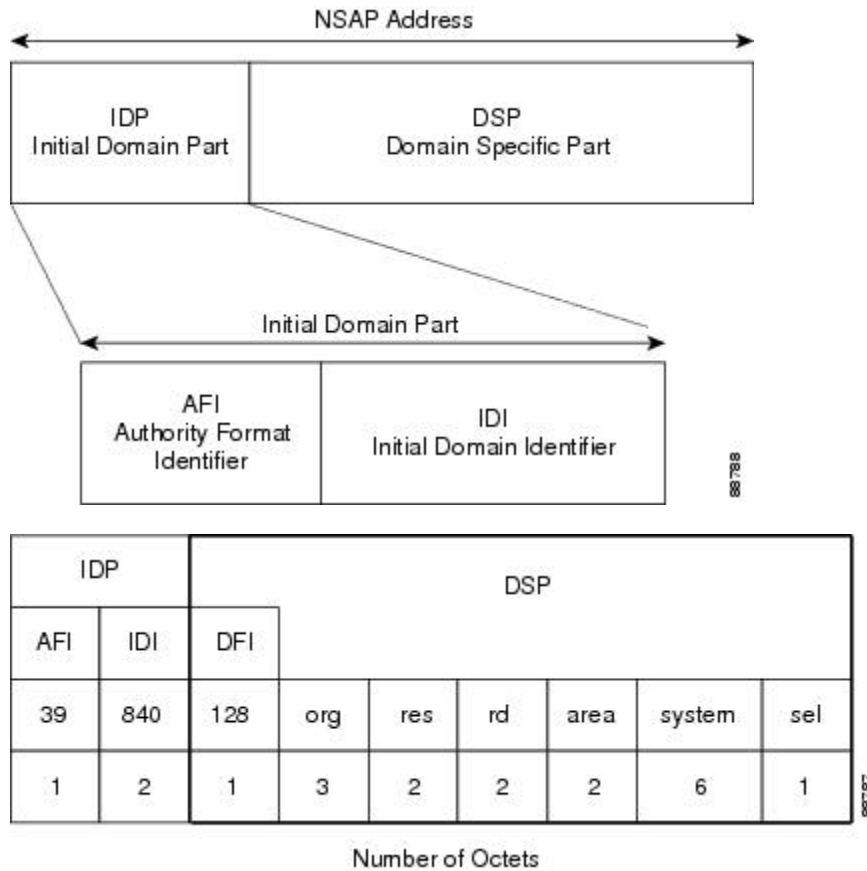 NSAP Address
IDP
Initial Domain Part
DSP
Domain Specific Part
Initial Domain Part
AFI
Authority Format
Identifier
IDI
Initial Domain Identifier
88788
IDP
DSP
AFI
IDI
DFI
39
840
128
org
res
rd
area
system
sel
1
2
1
3
2
2
2
6
1
Number of Octets